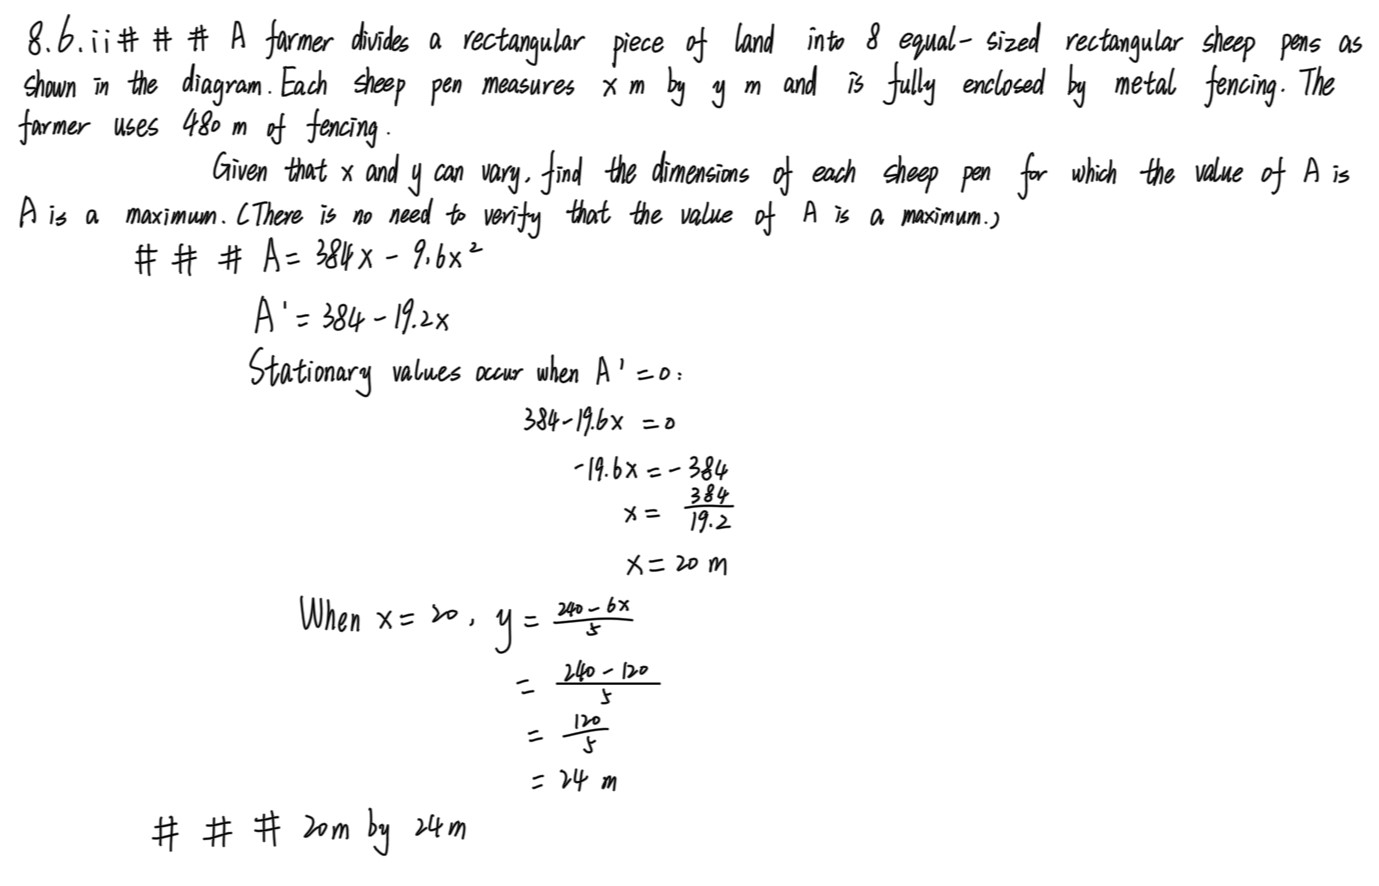 8.6.ii# # # A farmer divides a rectangular piece of land into 8 equal-sized rectangular sheep pens as
shown in the diagram. Each sheep pen measures x m by y m and is fully enclosed by metal fencing. The
farmer uses 480 m of fencing.
Given that x and y can vary, find the dimensions of each sheep pen for which the value of A is
A is a maximum. (There is no need to verify that the value of A is a maximum.)
# # # A = 384x - 9.6x²
A' = 384 - 19.2x
Stationary values occur when A' = 0:
384 - 19.6x = 0
-19.6x = -384
x = \frac{384}{19.2}
x = 20 m
When x = 20, y = \frac{240 - 6x}{5}
= \frac{240 - 120}{5}
= \frac{120}{5}
= 24 m
# # # 20m by 24m